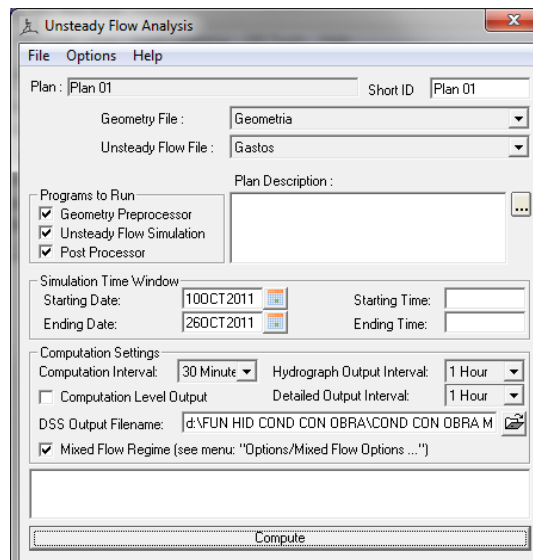 Unsteady Flow Analysis
File Options Help
Plan : Plan 01 Short ID Plan 01
Geometry File : Geometria
Unsteady Flow File : Gastos
Plan Description :
Programs to Run
Geometry Preprocessor
Unsteady Flow Simulation
Post Processor
...
Simulation Time Window
Starting Date: 10OCT2011 Starting Time:
Ending Date: 26OCT2011 Ending Time:
Computation Settings
Computation Interval: 30 Minute Hydrograph Output Interval: 1 Hour
Computation Level Output Detailed Output Interval: 1 Hour
DSS Output Filename: d:\FUN HID COND CON OBRA\COND CON OBRA M
Mixed Flow Regime (see menu: "Options/Mixed Flow Options ...")
Compute